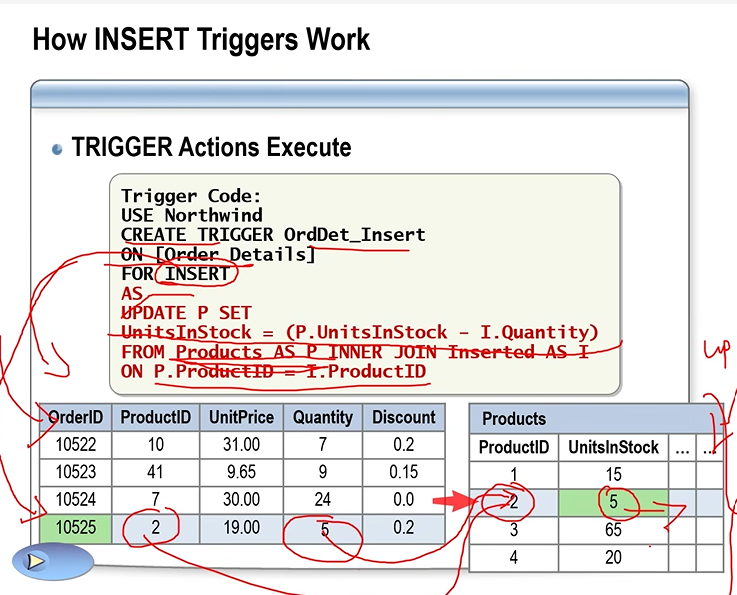 How INSERT Triggers Work
TRIGGER Actions Execute
Trigger Code:
USE Northwind
CREATE TRIGGER OrdDet_Insert
ON [Order Details]
FOR INSERT
AS
UPDATE P SET
UnitsInStock = (P.UnitsInStock – I.Quantity)
FROM Products AS P INNER JOIN Inserted AS I
ON P.ProductID = I.ProductID
up
OrderID ProductID UnitPrice Quantity Discount
10522 10 31.00 7 0.2
10523 41 9.65 9 0.15
10524 7 30.00 24 0.0
10525 2 19.00 5 0.2
Products
ProductID UnitsInStock ... ...
1 15
2 5
3 65
4 20